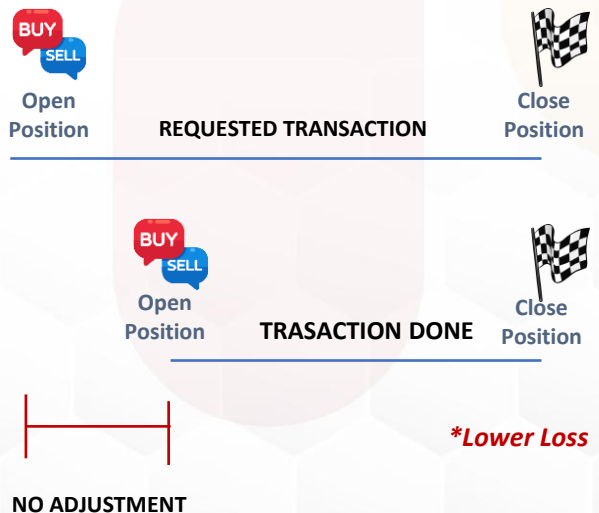 BUY
SELL
Open
Position
REQUESTED TRANSACTION
Close
Position
BUY
SELL
Open
Position
TRASACTION DONE
Close
Position
*Lower Loss
NO ADJUSTMENT